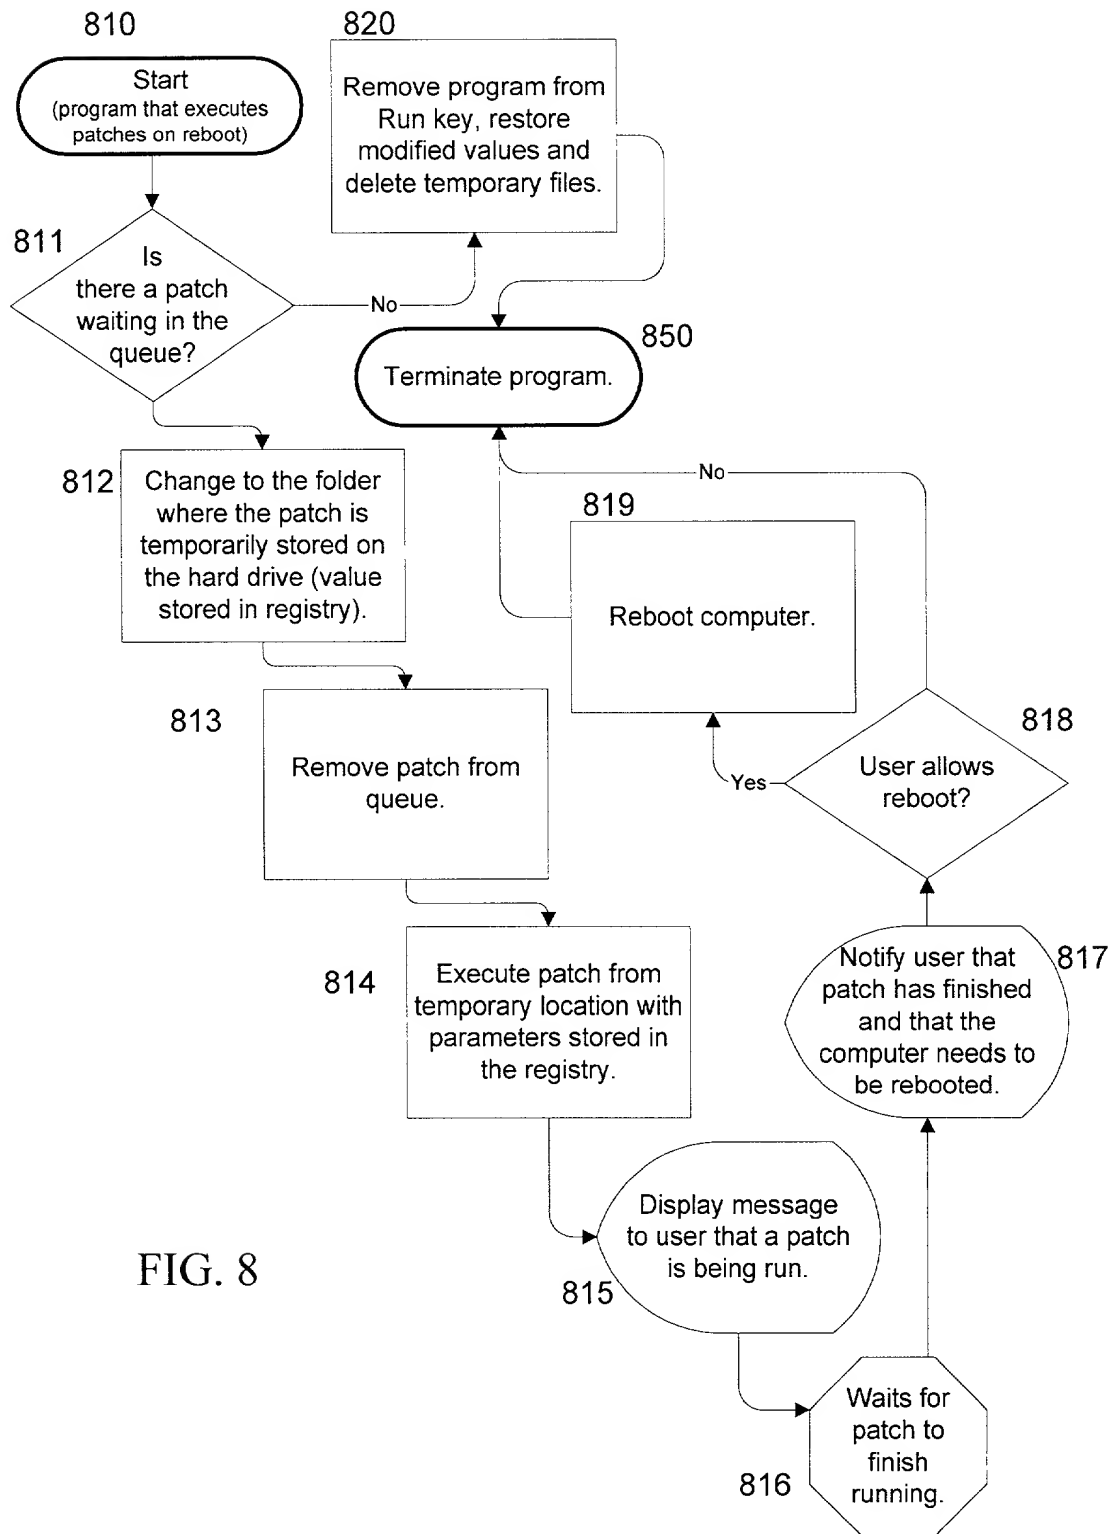 810
Start
(program that executes
patches on reboot)
820
Remove program from
Run key, restore
modified values and
delete temporary files.
811
Is
there a patch
waiting in the
queue?
No
850
Terminate program.
812
Change to the folder
where the patch is
temporarily stored on
the hard drive (value
stored in registry).
No
819
Reboot computer.
813
Remove patch from
queue.
818
User allows
reboot?
Yes
814
Execute patch from
temporary location with
parameters stored in
the registry.
817
Notify user that
patch has finished
and that the
computer needs to
be rebooted.
815
Display message
to user that a patch
is being run.
FIG. 8
816
Waits for
patch to
finish
running.